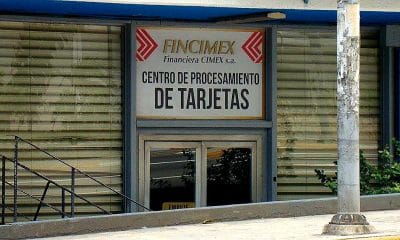 FINCIMEX
Financiera CIMEX s.a.
CENTRO DE PROCESAMIENTO
DE TARJETAS